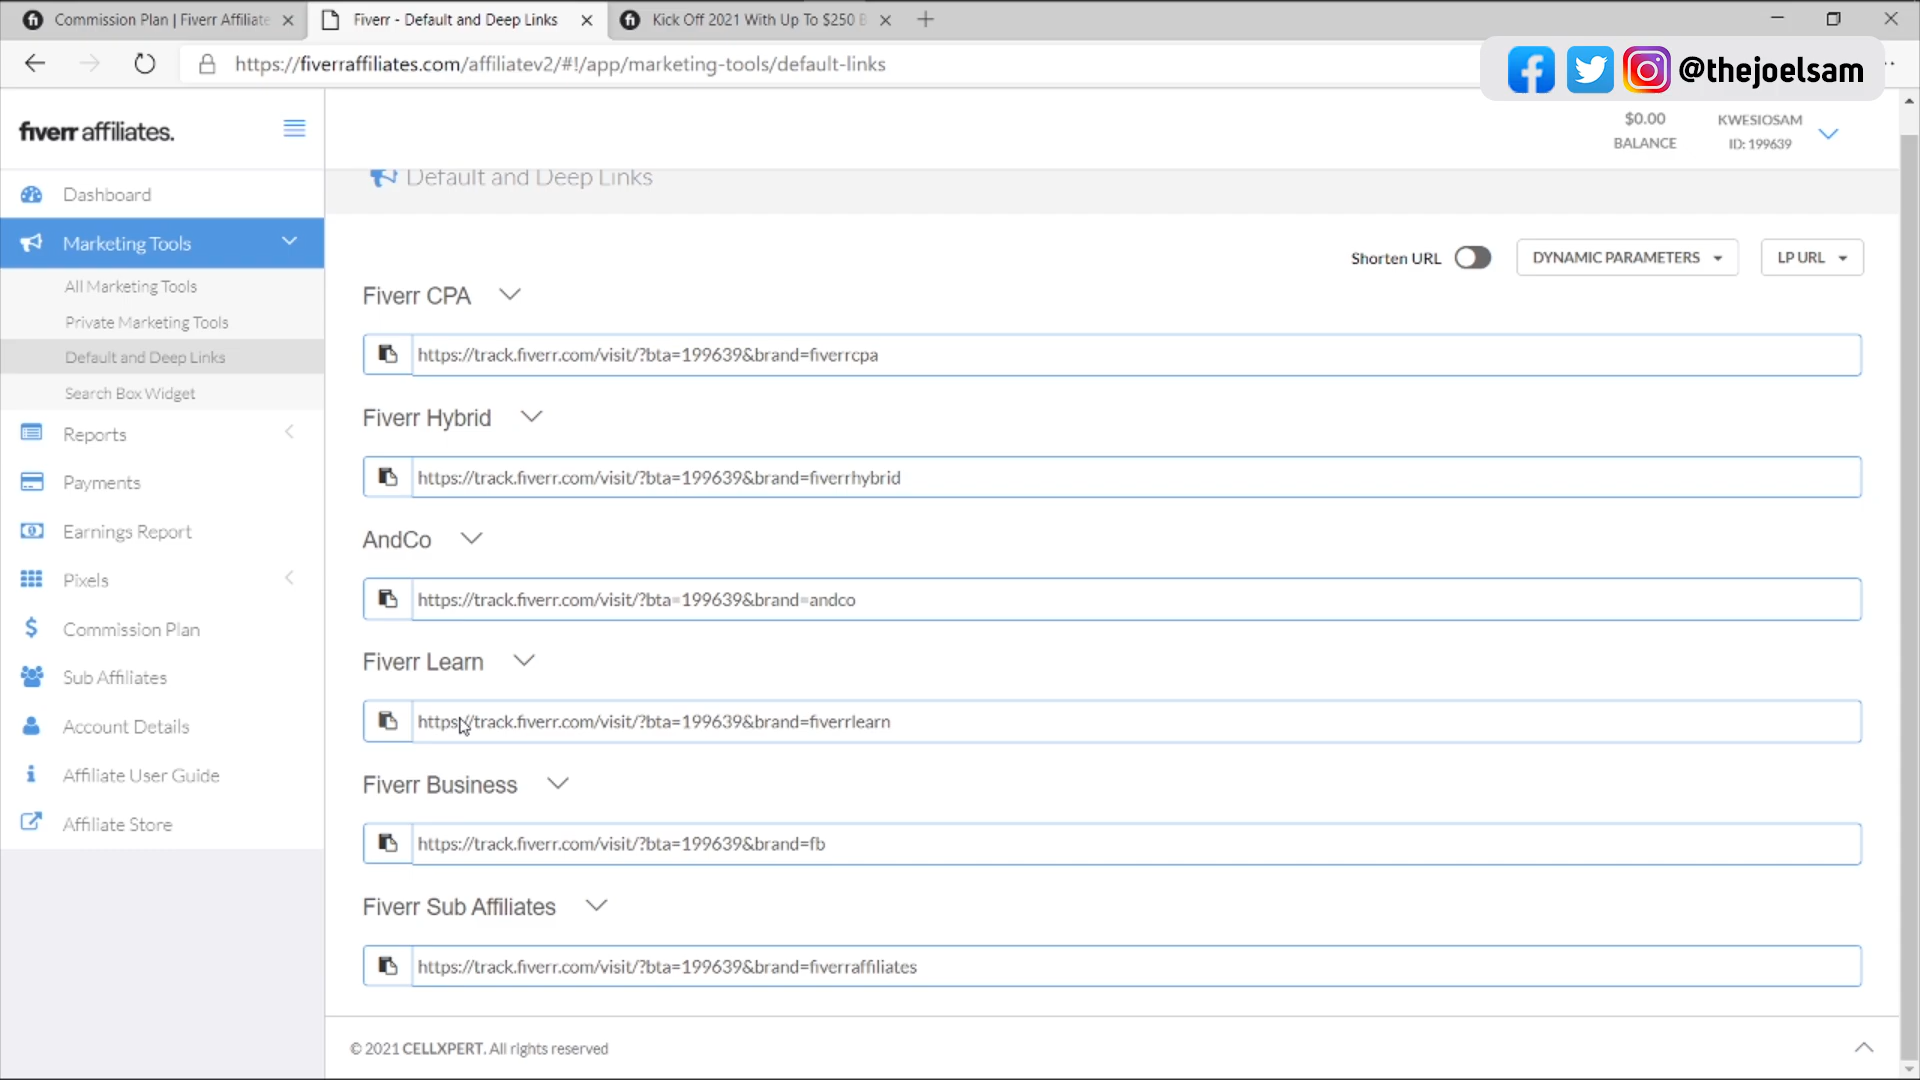 Commission Plan | Fiverr Affiliate
Fiverr - Default and Deep Links
Kick Off 2021 With Up To $250 B
https://fiverraffiliates.com/affiliatev2/#!/app/marketing-tools/default-links
@thejoelsam
fiverr affiliates.
$0.00
BALANCE
KWESIOSAM
ID: 199639
Dashboard
Marketing Tools
All Marketing Tools
Private Marketing Tools
Default and Deep Links
Search Box Widget
Reports
Payments
Earnings Report
Pixels
Commission Plan
Sub Affiliates
Account Details
Affiliate User Guide
Affiliate Store
Default and Deep Links
Shorten URL
DYNAMIC PARAMETERS
LP URL
Fiverr CPA
https://track.fiverr.com/visit/?bta=199639&brand=fiverrcpa
Fiverr Hybrid
https://track.fiverr.com/visit/?bta=199639&brand=fiverrhybrid
AndCo
https://track.fiverr.com/visit/?bta=199639&brand=andco
Fiverr Learn
https://track.fiverr.com/visit/?bta=199639&brand=fiverrlearn
Fiverr Business
https://track.fiverr.com/visit/?bta=199639&brand=fb
Fiverr Sub Affiliates
https://track.fiverr.com/visit/?bta=199639&brand=fiverraffiliates
© 2021 CELLXPERT. All rights reserved